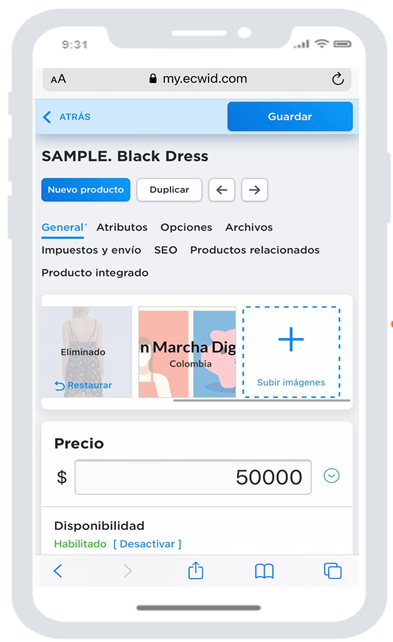 9:31
AA my.ecwid.com
ATRÁS Guardar
SAMPLE. Black Dress
Nuevo producto Duplicar
General Atributos Opciones Archivos
Impuestos y envío SEO Productos relacionados
Producto integrado
Eliminado
Restaurar
n Marcha Dig
Colombia
Subir imágenes
Precio
$ 50000
Disponibilidad
Habilitado [ Desactivar ]